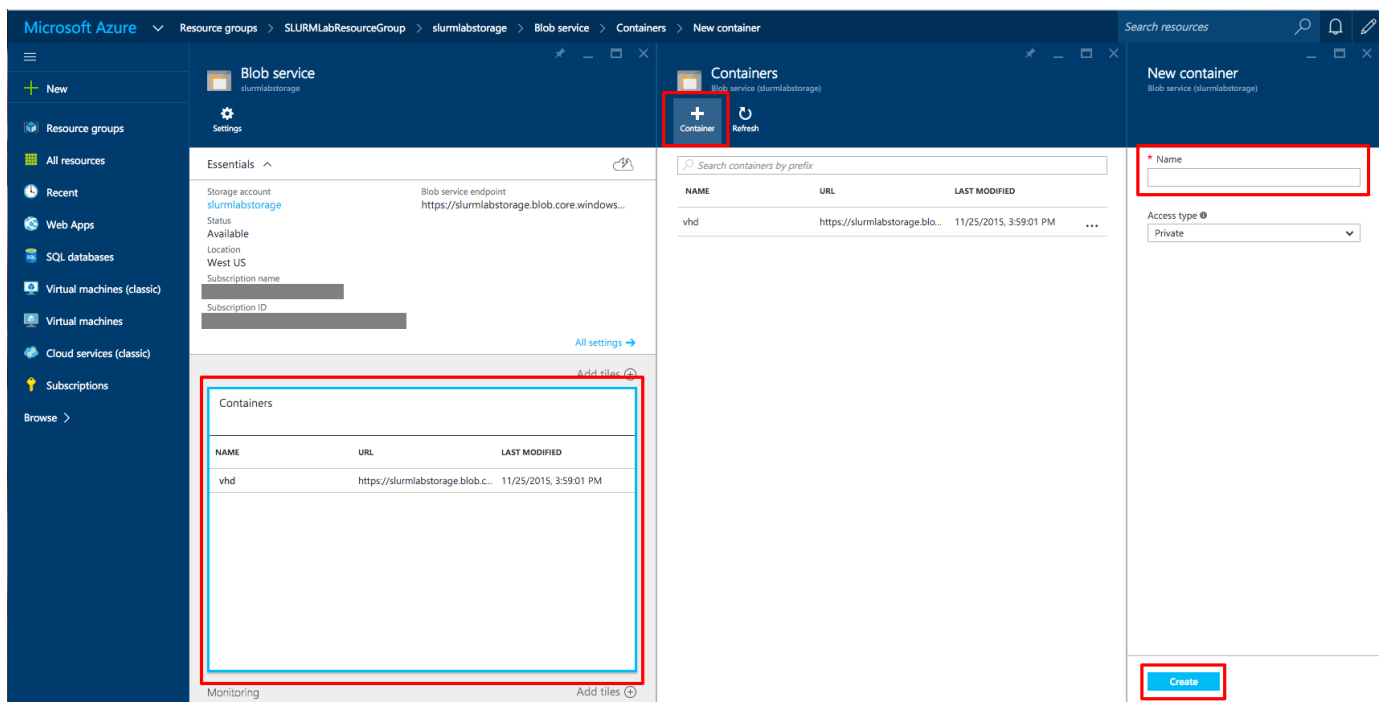 Microsoft Azure Resource groups > SLURMLabResourceGroup > slurmlabstorage > Blob service > Containers > New container Search resources
New
Resource groups
All resources
Recent
Web Apps
SQL databases
Virtual machines (classic)
Virtual machines
Cloud services (classic)
Subscriptions
Browse >
Blob service
slurmlabstorage
Settings
Essentials
Storage account
slurmlabstorage
Status
Available
Location
West US
Subscription name
Subscription ID
Blob service endpoint
https://slurmlabstorage.blob.core.windows...
All settings →
Add tiles
Containers
NAME URL LAST MODIFIED
vhd https://slurmlabstorage.blob.c... 11/25/2015, 3:59:01 PM
Monitoring Add tiles
Containers
Blob service (slurmlabstorage)
Container Refresh
Search containers by prefix
NAME URL LAST MODIFIED
vhd https://slurmlabstorage.blo... 11/25/2015, 3:59:01 PM ...
New container
Blob service (slurmlabstorage)
* Name
Access type
Private
Create